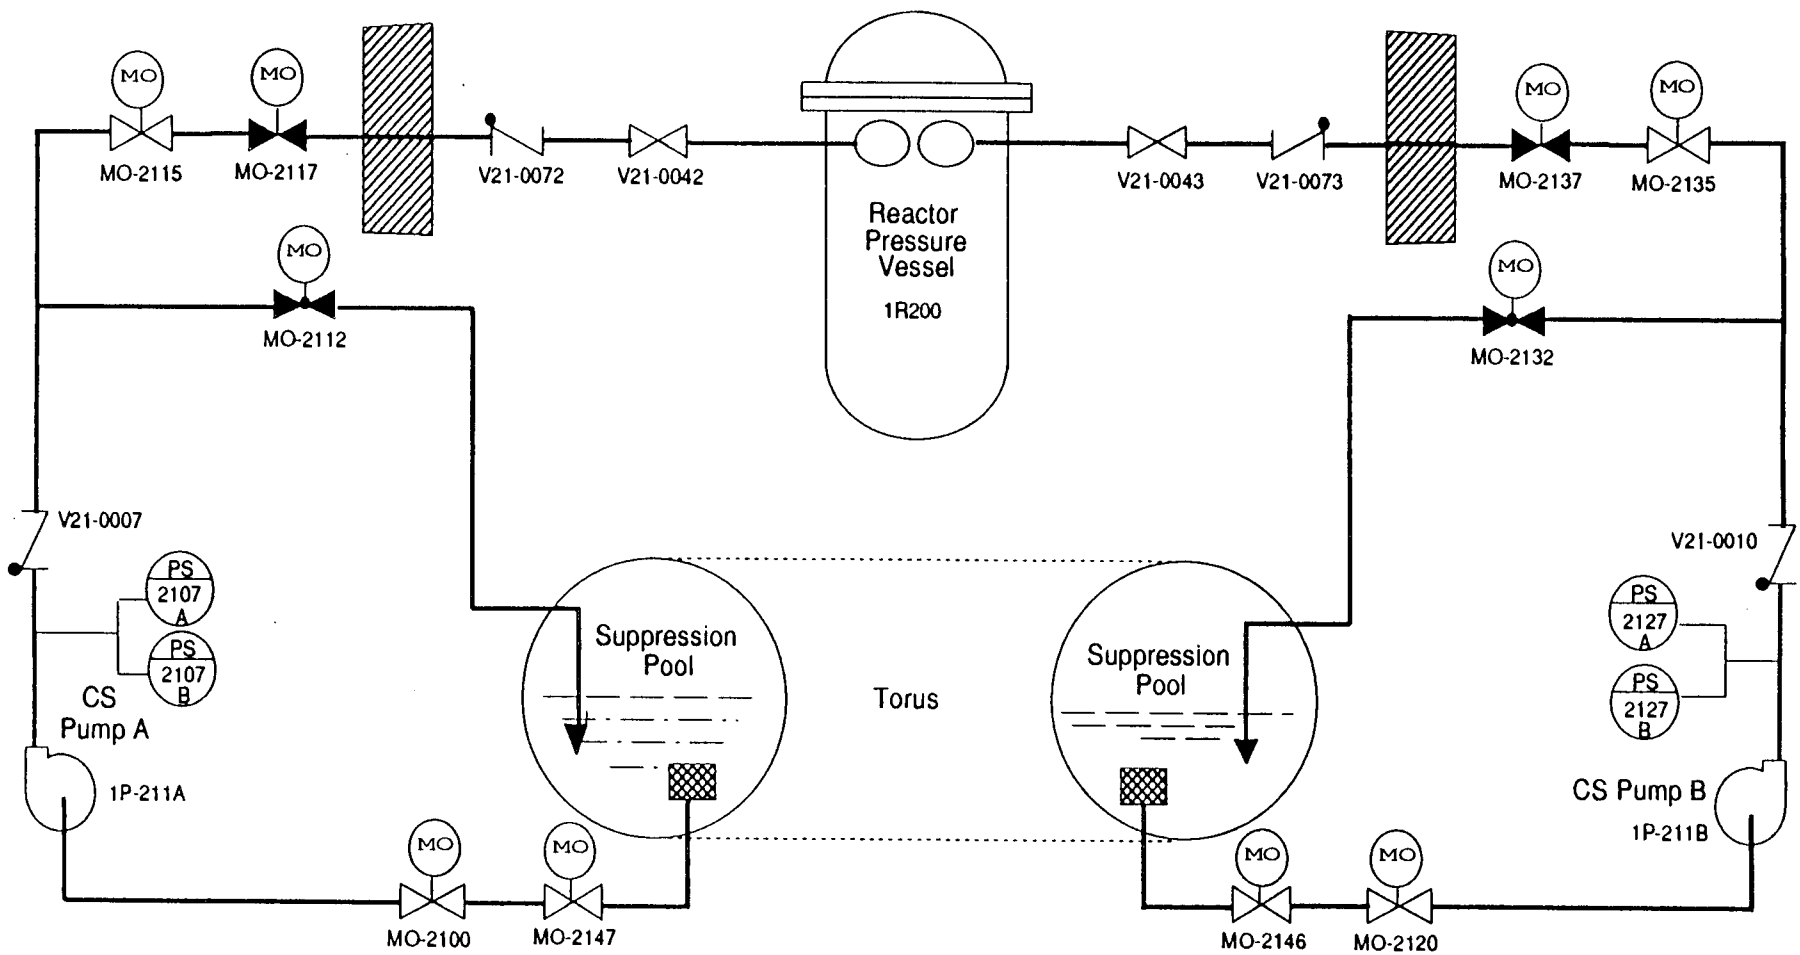 MO
MO
MO
MO
MO-2115
MO-2117
V21-0072
V21-0042
V21-0043
V21-0073
MO-2137
MO-2135
Reactor
Pressure
Vessel
1R200
MO
MO-2112
MO
MO-2132
V21-0007
PS
2107
A
PS
2107
B
CS
Pump A
1P-211A
Suppression
Pool
Torus
Suppression
Pool
V21-0010
PS
2127
A
PS
2127
B
CS Pump B
1P-211B
MO
MO
MO-2100
MO-2147
MO
MO
MO-2146
MO-2120